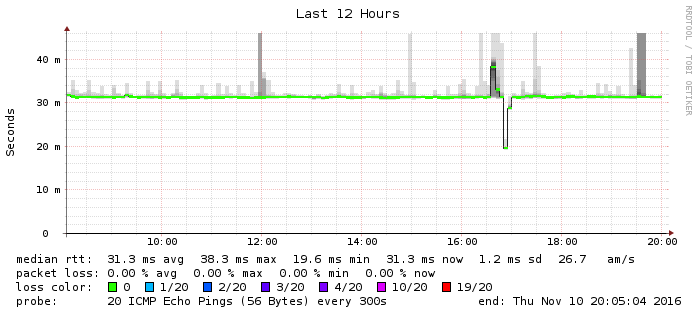 Last 12 Hours
RRDTOOL / TOBI OETIKER
Seconds
40 m
30 m
20 m
10 m
0
10:00 12:00 14:00 16:00 18:00 20:00
median rtt: 31.3 ms avg 38.3 ms max 19.6 ms min 31.3 ms now 1.2 ms sd 26.7 am/s
packet loss: 0.00 % avg 0.00 % max 0.00 % min 0.00 % now
loss color: 0 1/20 2/20 3/20 4/20 10/20 19/20
probe: 20 ICMP Echo Pings (56 Bytes) every 300s end: Thu Nov 10 20:05:04 2016